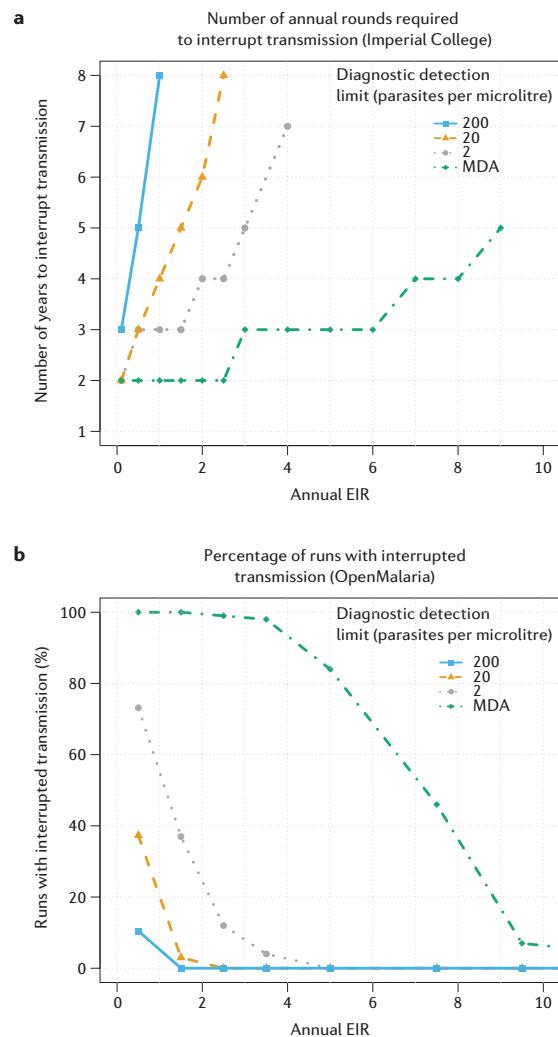 a
Number of annual rounds required
to interrupt transmission (Imperial College)
Diagnostic detection
limit (parasites per microlitre)
200
20
2
MDA
Number of years to interrupt transmission
8
7
6
5
4
3
2
1
0 2 4 6 8 10
Annual EIR
b
Percentage of runs with interrupted
transmission (OpenMalaria)
Diagnostic detection
limit (parasites per microlitre)
200
20
2
MDA
Runs with interrupted transmission (%)
100
80
60
40
20
0
0 2 4 6 8 10
Annual EIR